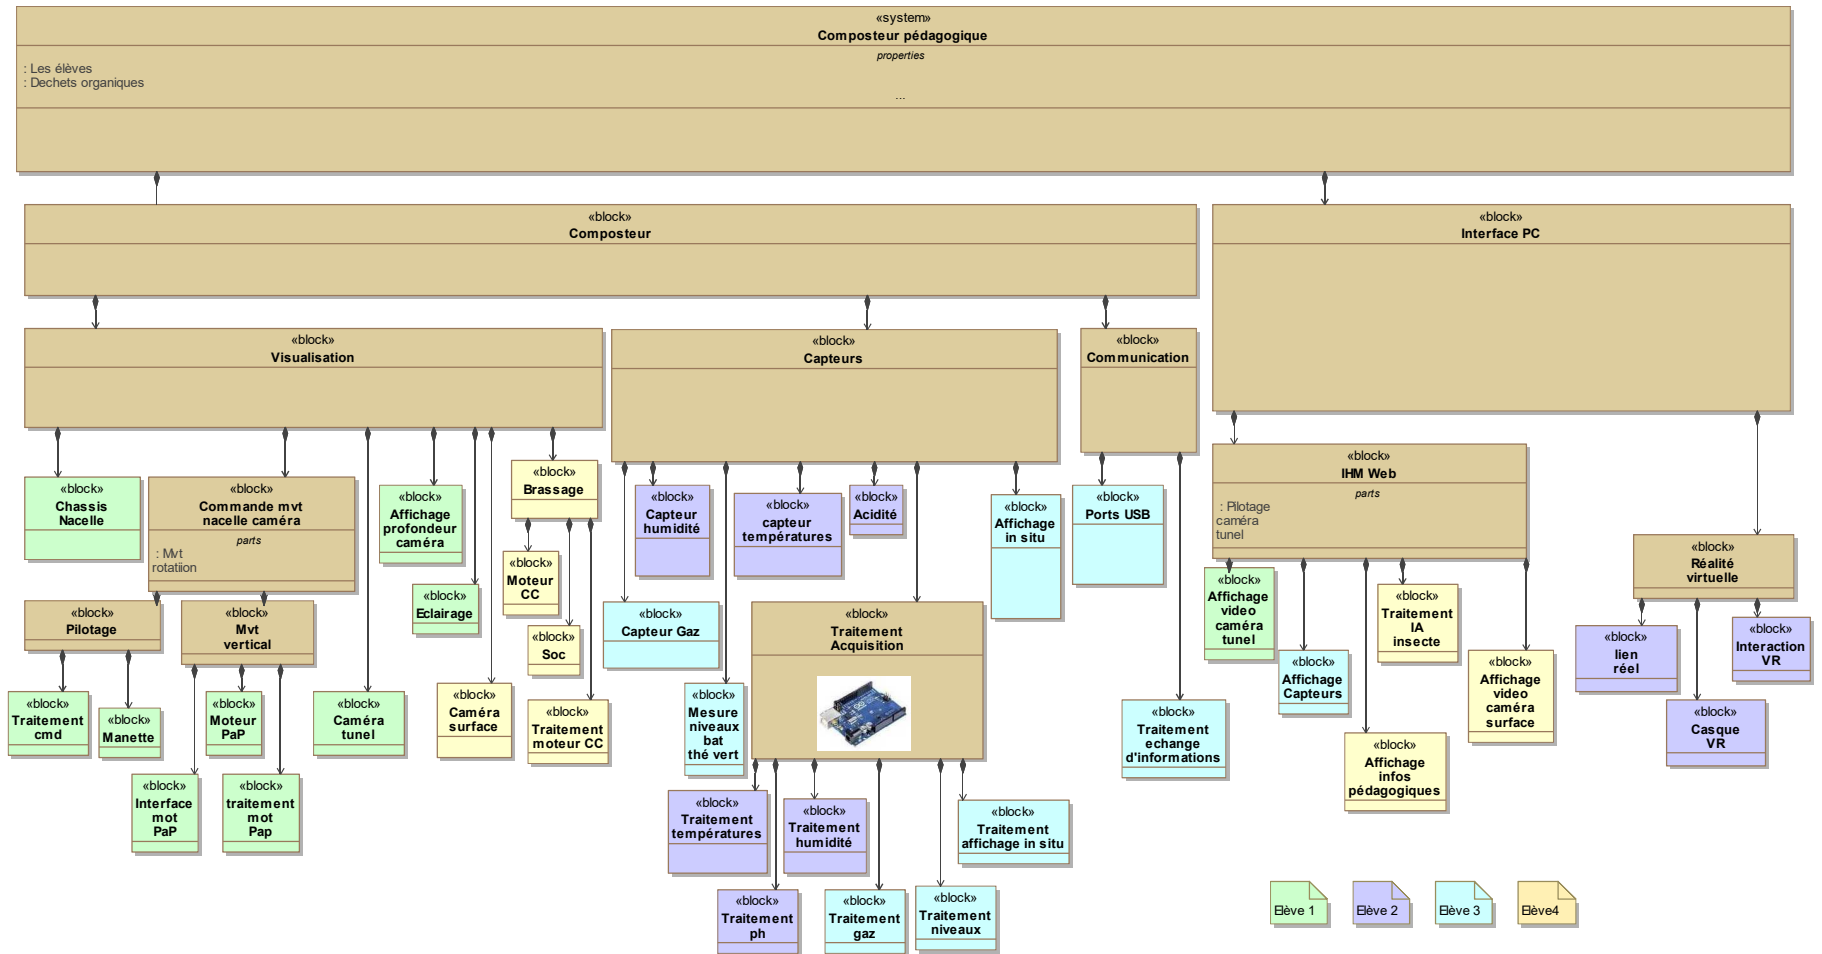 «system»
Composteur pédagogique
properties
: Les élèves
: Dechets organiques
...
«block»
Composteur
«block»
Interface PC
«block»
Visualisation
«block»
Capteurs
«block»
Communication
«block»
Chassis
Nacelle
«block»
Commande mvt
nacelle caméra
parts
: Mvt
rotatiion
«block»
Affichage
profondeur
caméra
«block»
Brassage
«block»
Capteur
humidité
«block»
capteur
températures
«block»
Acidité
«block»
Affichage
in situ
«block»
Ports USB
«block»
IHM Web
parts
: Pilotage
caméra
tunel
«block»
Réalité
virtuelle
«block»
Pilotage
«block»
Mvt
vertical
«block»
Eclairage
«block»
Moteur
CC
«block»
Soc
«block»
Capteur Gaz
«block»
Traitement
Acquisition
«block»
Affichage
video
caméra
tunel
«block»
Traitement
IA
insecte
«block»
Affichage
Capteurs
«block»
Affichage
video
caméra
surface
«block»
lien
réel
«block»
Interaction
VR
«block»
Traitement
cmd
«block»
Manette
«block»
Moteur
PaP
«block»
Caméra
tunel
«block»
Caméra
surface
«block»
Traitement
moteur CC
«block»
Mesure
niveaux
bat
thé vert
«block»
Traitement
echange
d'informations
«block»
Affichage
infos
pédagogiques
«block»
Casque
VR
«block»
Interface
mot
PaP
«block»
traitement
mot
Pap
«block»
Traitement
températures
«block»
Traitement
humidité
«block»
Traitement
affichage in situ
«block»
Traitement
ph
«block»
Traitement
gaz
«block»
Traitement
niveaux
Elève 1
Elève 2
Elève 3
Elève4